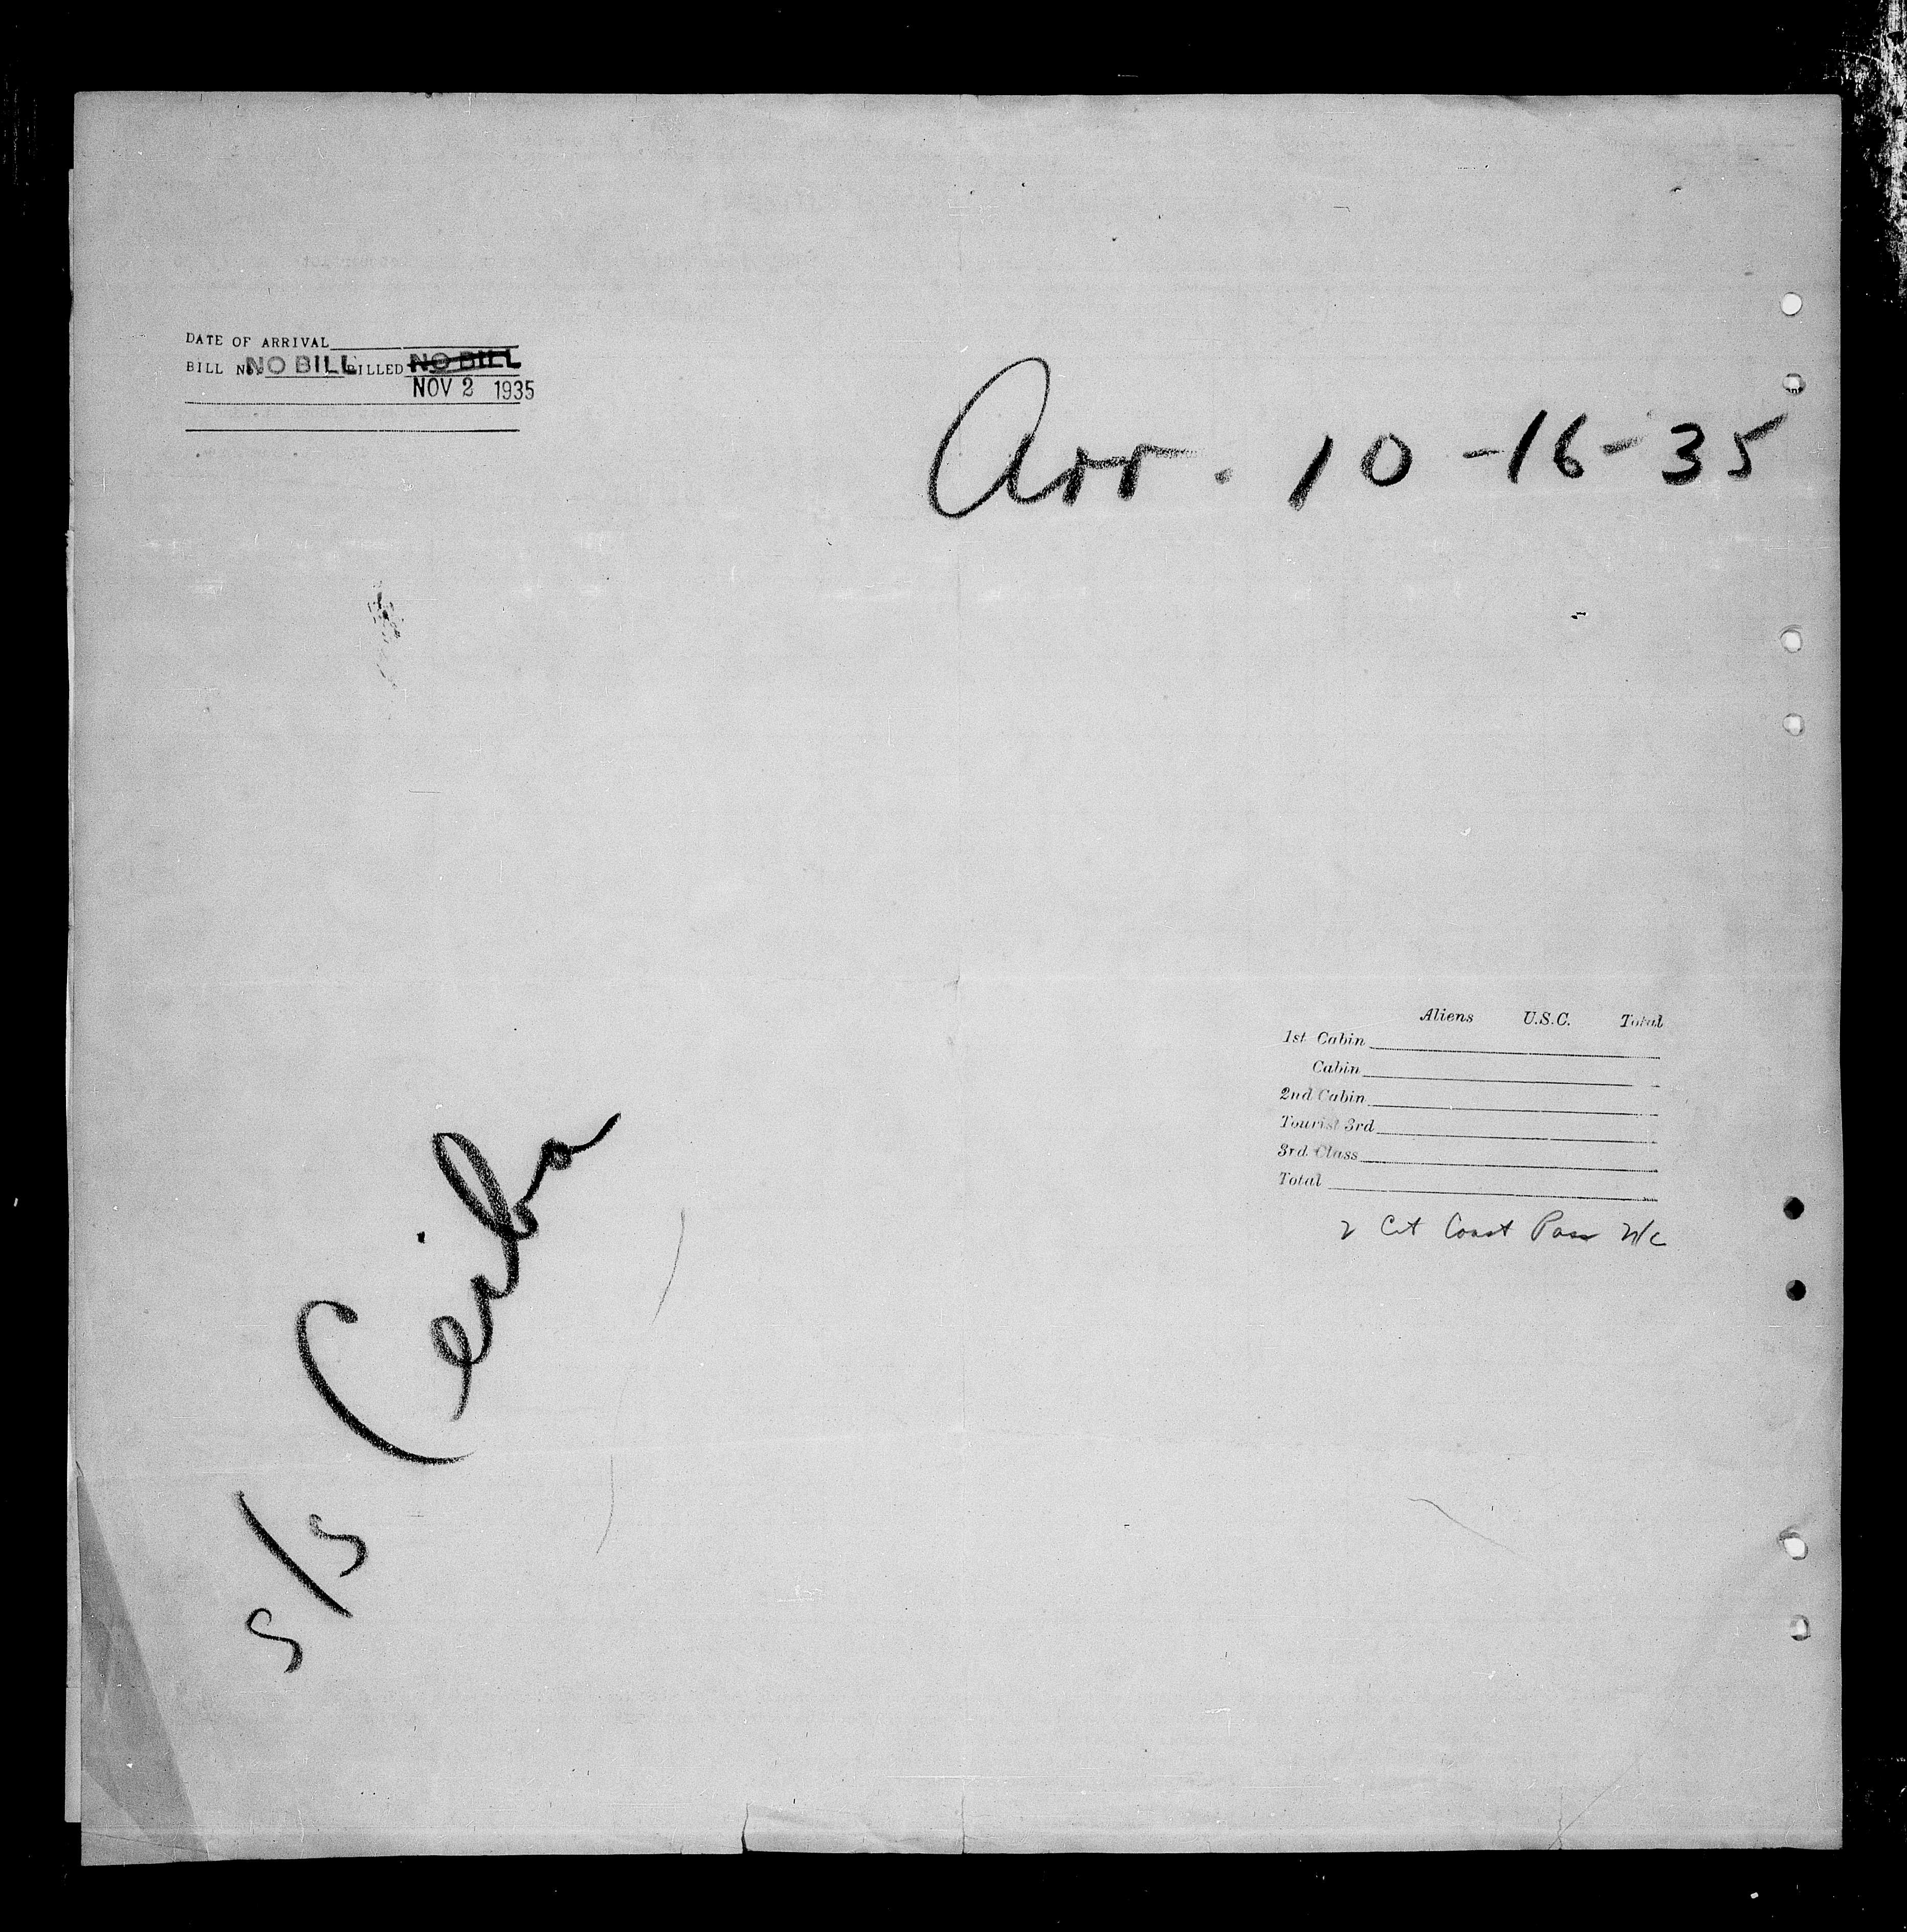 DATE OF ARRIVAL
BILL No. NO BILL BILLED NO BILL
NOV 2 1935
Arr. 10-16-35
Aliens U.S.C. Total
1st Cabin
Cabin
2nd Cabin
Tourist 3rd
3rd Class
Total
2 Cit Coast Pass N/C
S/S Ceiba